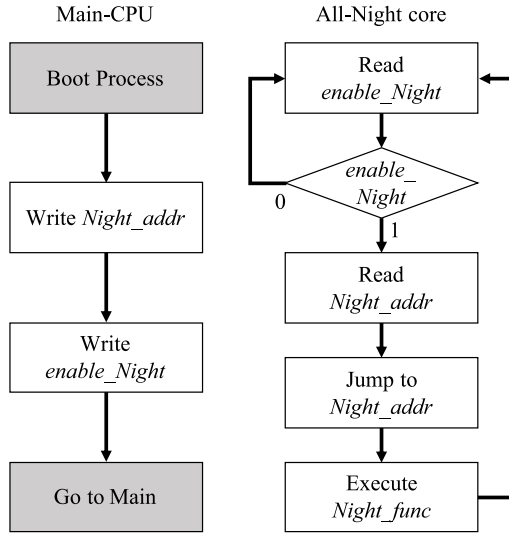 Main-CPU
Boot Process
Write Night_addr
Write
enable_Night
Go to Main
All-Night core
Read
enable_Night
enable_
Night
0
1
Read
Night_addr
Jump to
Night_addr
Execute
Night_func